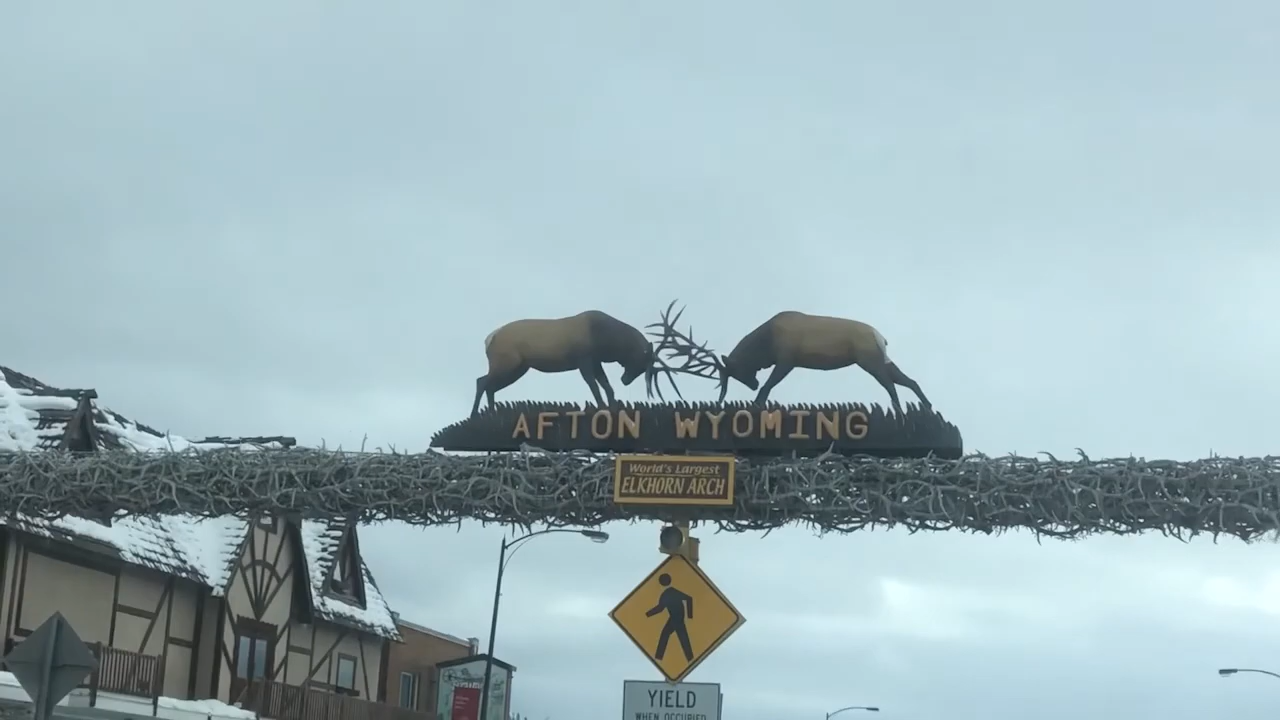 AFTON WYOMING
World's Largest
ELKHORN ARCH
YIELD
WHEN OCCUPIED